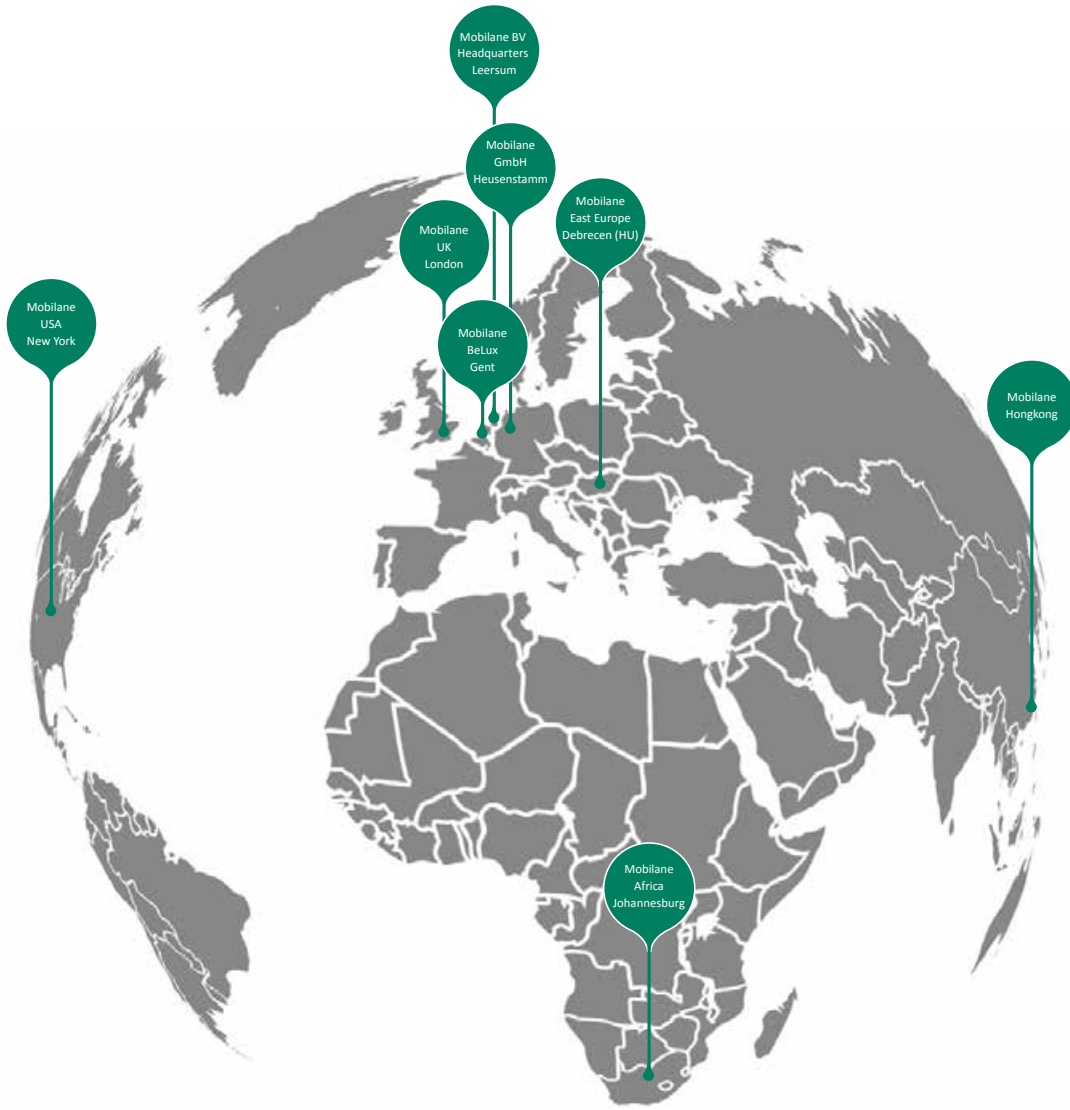 Mobilane BV
Headquarters
Leersum
Mobilane
GmbH
Heusenstamm
Mobilane
East Europe
Debrecen (HU)
Mobilane
UK
London
Mobilane
USA
New York
Mobilane
BeLux
Gent
Mobilane
Hongkong
Mobilane
Africa
Johannesburg